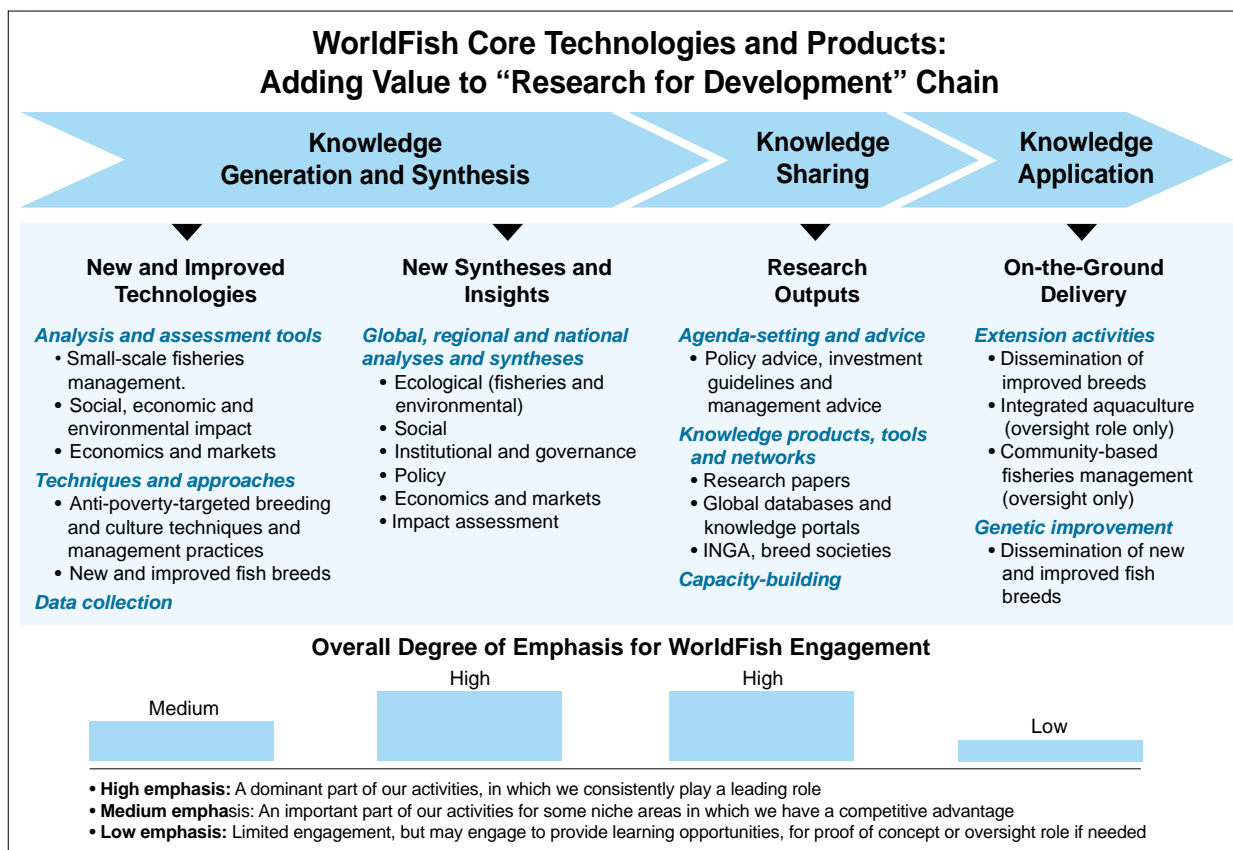 WorldFish Core Technologies and Products:
Adding Value to “Research for Development” Chain
Knowledge
Generation and Synthesis
Knowledge
Sharing
Knowledge
Application
New and Improved
Technologies
Analysis and assessment tools
• Small-scale fisheries
management.
• Social, economic and
environmental impact
• Economics and markets
Techniques and approaches
• Anti-poverty-targeted breeding
and culture techniques and
management practices
• New and improved fish breeds
Data collection
New Syntheses and
Insights
Global, regional and national
analyses and syntheses
• Ecological (fisheries and
environmental)
• Social
• Institutional and governance
• Policy
• Economics and markets
• Impact assessment
Research
Outputs
Agenda-setting and advice
• Policy advice, investment
guidelines and
management advice
Knowledge products, tools
and networks
• Research papers
• Global databases and
knowledge portals
• INGA, breed societies
Capacity-building
On-the-Ground
Delivery
Extension activities
• Dissemination of
improved breeds
• Integrated aquaculture
(oversight role only)
• Community-based
fisheries management
(oversight only)
Genetic improvement
• Dissemination of new
and improved fish
breeds
Overall Degree of Emphasis for WorldFish Engagement
Medium
High
High
Low
• High emphasis: A dominant part of our activities, in which we consistently play a leading role
• Medium emphasis: An important part of our activities for some niche areas in which we have a competitive advantage
• Low emphasis: Limited engagement, but may engage to provide learning opportunities, for proof of concept or oversight role if needed